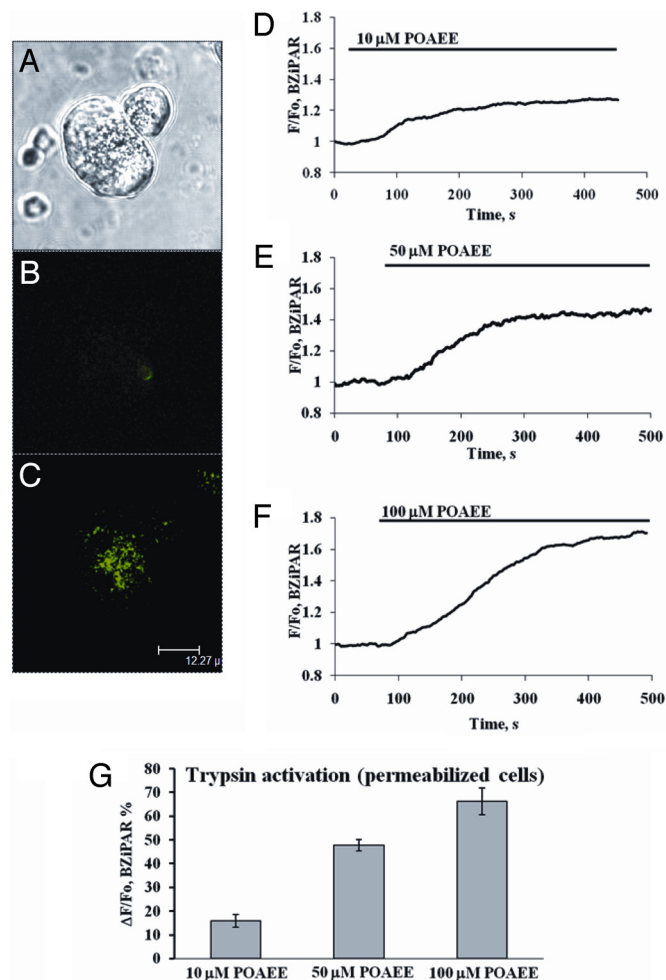 A
B
C
12.27 µ
D
10 µM POAEE
F/Fo, BZiPAR
1.8
1.6
1.4
1.2
1
0.8
0 100 200 300 400 500
Time, s
E
50 µM POAEE
F/Fo, BZiPAR
1.8
1.6
1.4
1.2
1
0.8
0 100 200 300 400 500
Time, s
F
100 µM POAEE
F/Fo, BZiPAR
1.8
1.6
1.4
1.2
1
0.8
0 100 200 300 400 500
Time, s
G
Trypsin activation (permeabilized cells)
ΔF/Fo, BZiPAR %
80
70
60
50
40
30
20
10
0
10 µM POAEE 50 µM POAEE 100 µM POAEE